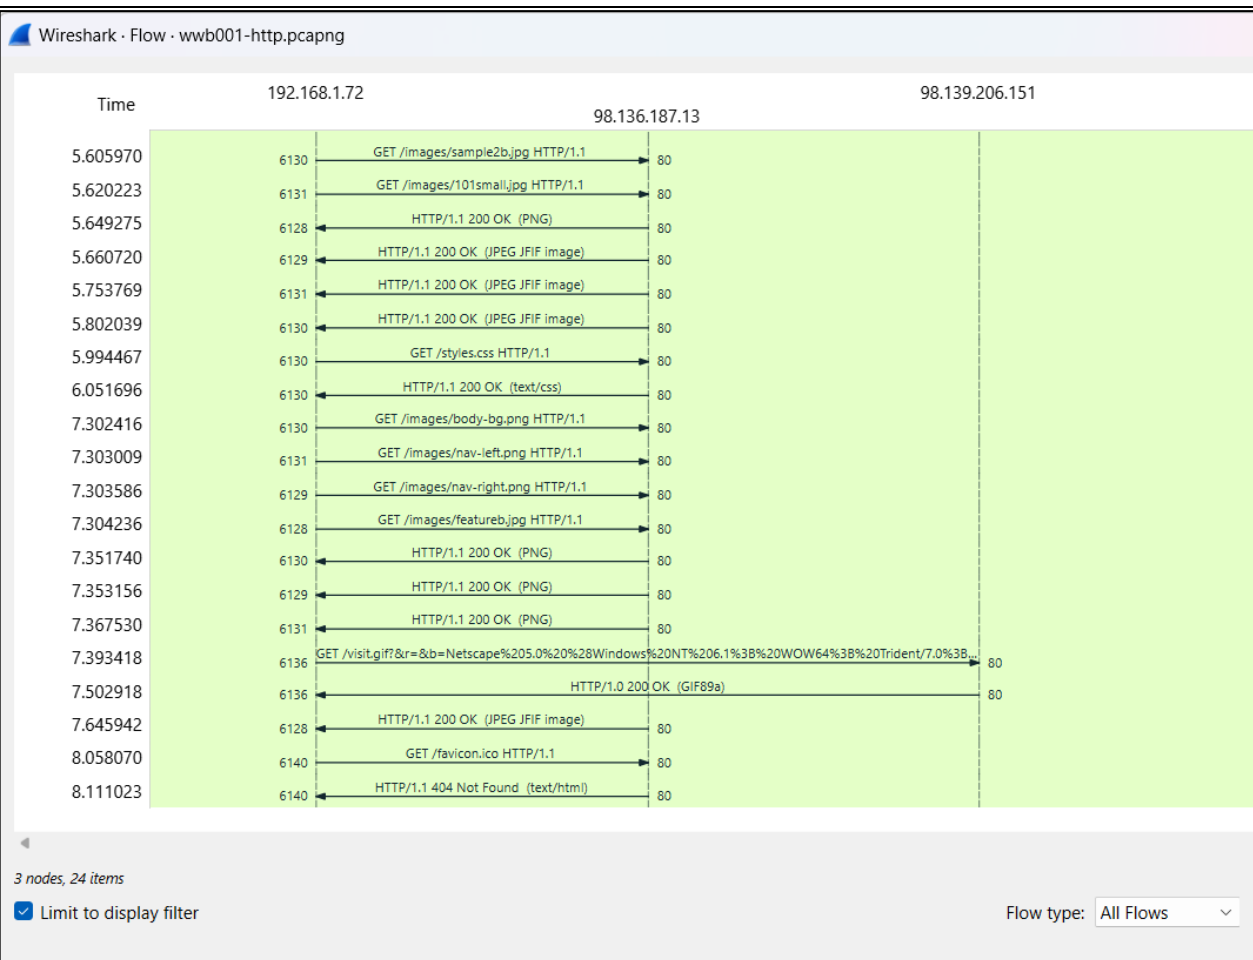 Wireshark · Flow · wwb001-http.pcapng
192.168.1.72 98.139.206.151
Time
98.136.187.13
5.605970 6130 GET /images/sample2b.jpg HTTP/1.1 80
5.620223 6131 GET /images/101small.jpg HTTP/1.1 80
5.649275 6128 HTTP/1.1 200 OK (PNG) 80
5.660720 6129 HTTP/1.1 200 OK (JPEG JFIF image) 80
5.753769 6131 HTTP/1.1 200 OK (JPEG JFIF image) 80
5.802039 6130 HTTP/1.1 200 OK (JPEG JFIF image) 80
5.994467 6130 GET /styles.css HTTP/1.1 80
6.051696 6130 HTTP/1.1 200 OK (text/css) 80
7.302416 6130 GET /images/body-bg.png HTTP/1.1 80
7.303009 6131 GET /images/nav-left.png HTTP/1.1 80
7.303586 6129 GET /images/nav-right.png HTTP/1.1 80
7.304236 6128 GET /images/featureb.jpg HTTP/1.1 80
7.351740 6130 HTTP/1.1 200 OK (PNG) 80
7.353156 6129 HTTP/1.1 200 OK (PNG) 80
7.367530 6131 HTTP/1.1 200 OK (PNG) 80
7.393418 6136 GET /visit.gif?&r=&b=Netscape%205.0%20%28Windows%20NT%206.1%3B%20WOW64%3B%20Trident/7.0%3B... 80
7.502918 6136 HTTP/1.0 200 OK (GIF89a) 80
7.645942 6128 HTTP/1.1 200 OK (JPEG JFIF image) 80
8.058070 6140 GET /favicon.ico HTTP/1.1 80
8.111023 6140 HTTP/1.1 404 Not Found (text/html) 80
3 nodes, 24 items
Limit to display filter Flow type: All Flows